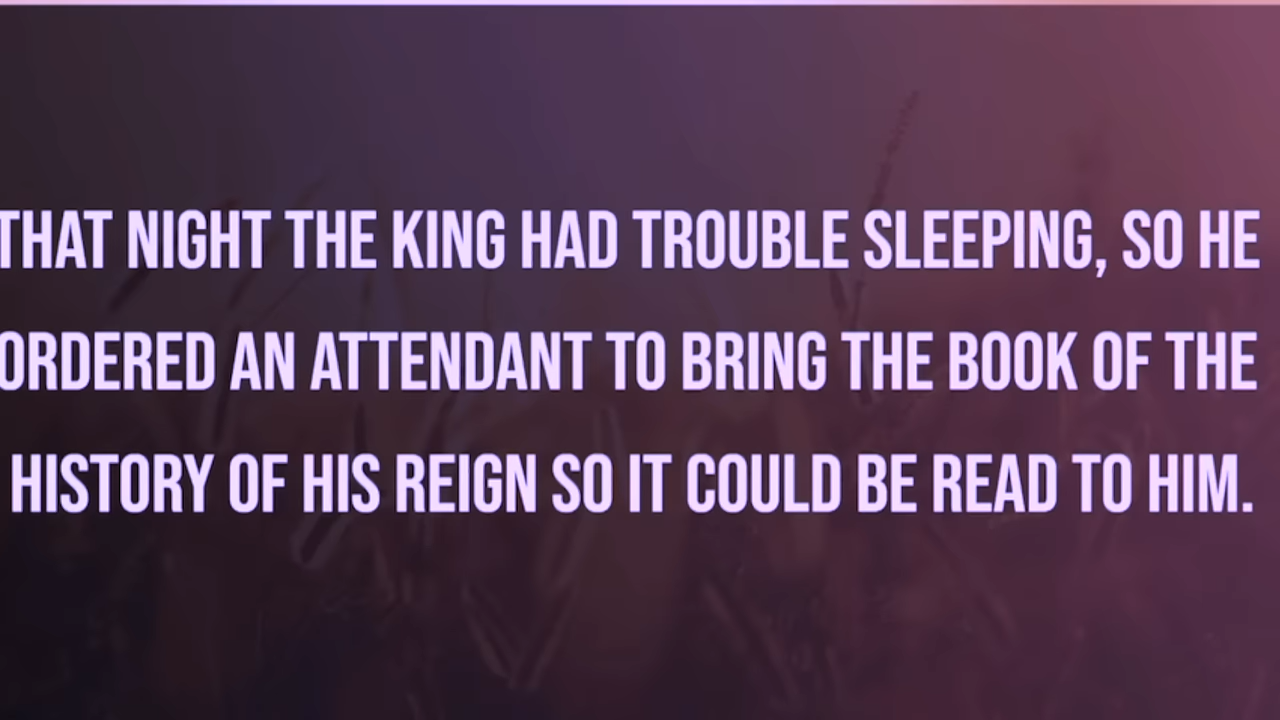 THAT NIGHT THE KING HAD TROUBLE SLEEPING, SO HE
ORDERED AN ATTENDANT TO BRING THE BOOK OF THE
HISTORY OF HIS REIGN SO IT COULD BE READ TO HIM.